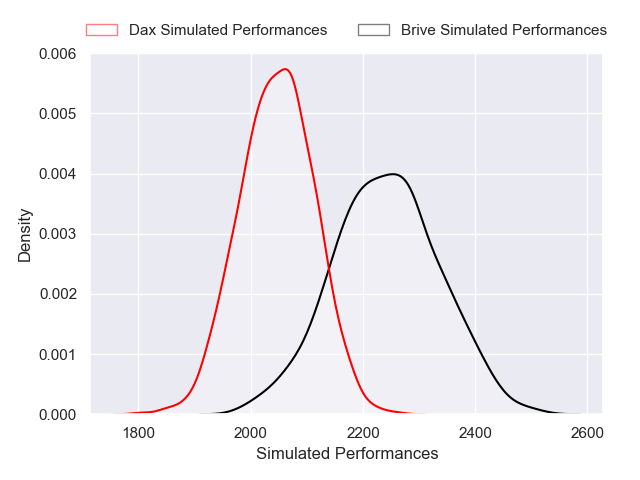 Dax Simulated Performances Brive Simulated Performances
0.006
0.005
0.004
0.003
0.002
0.001
0.000
Density
1800 2000 2200 2400 2600
Simulated Performances